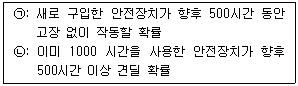 ㉠: 새로 구입한 안전장치가 향후 500시간 동안
고장 없이 작동할 확률
㉡: 이미 1000 시간을 사용한 안전장치가 향후
500시간 이상 견딜 확률